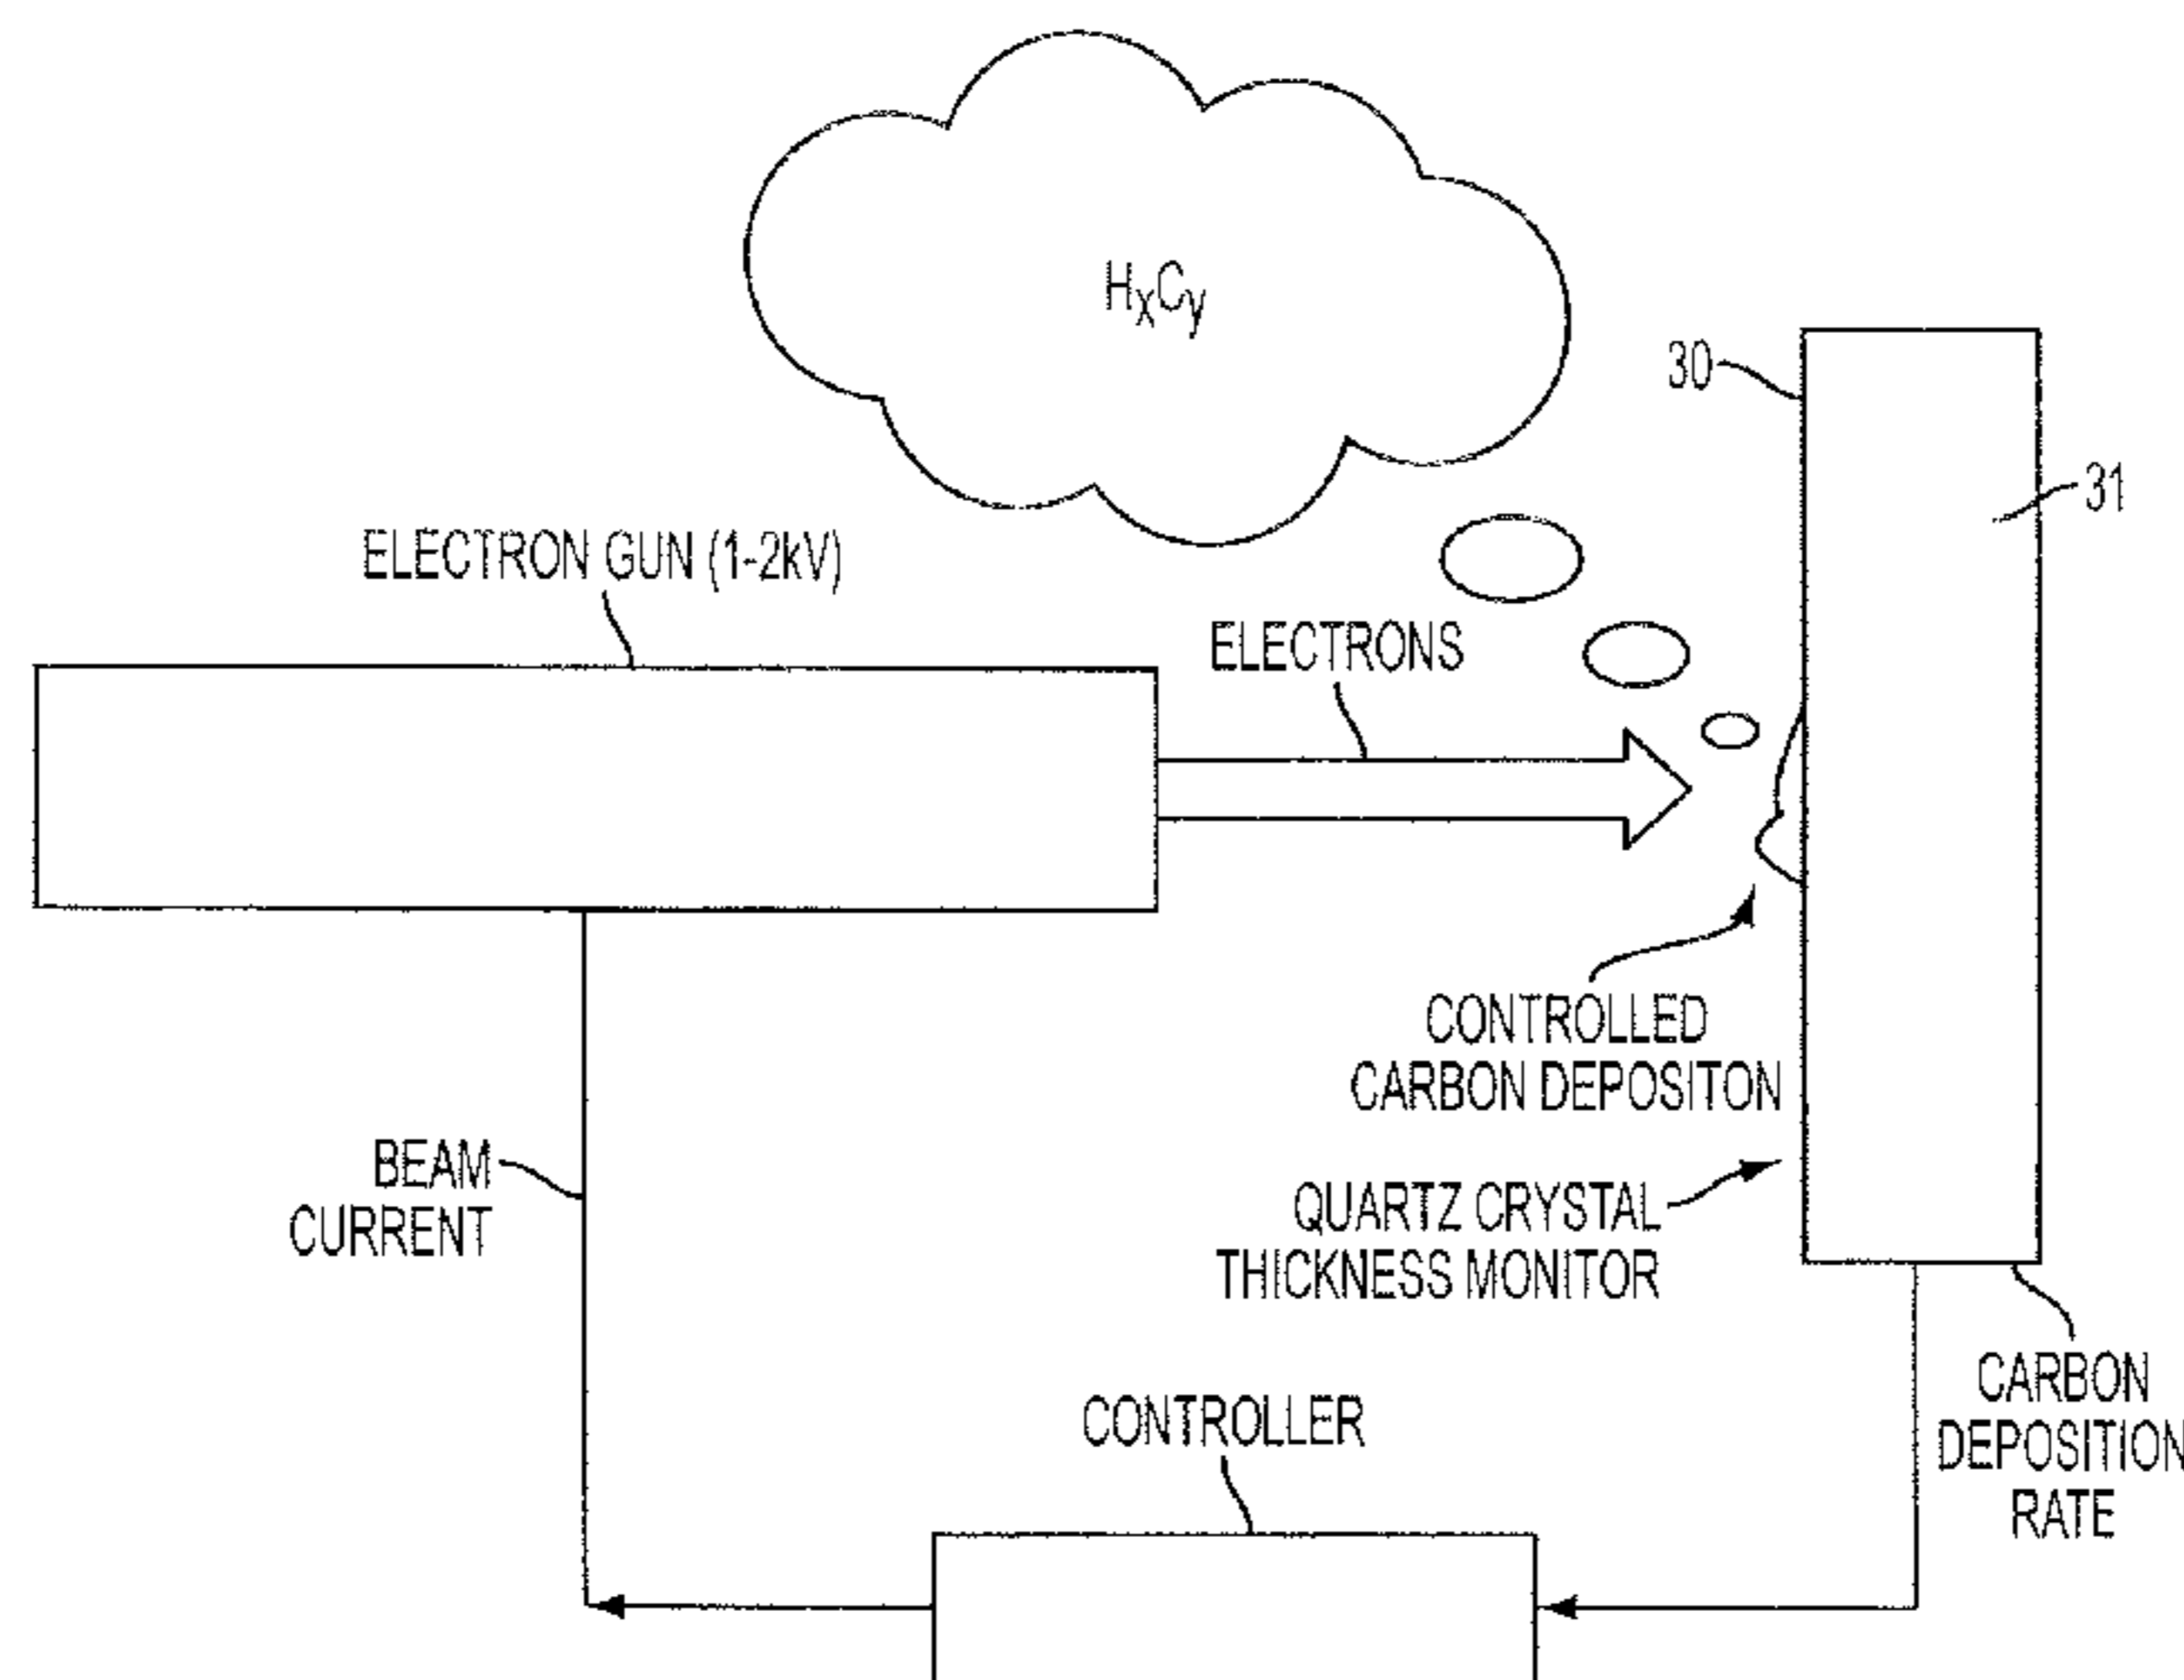 HxCy
30
31
ELECTRON GUN (1-2kV)
ELECTRONS
CONTROLLED
CARBON DEPOSITON
BEAM
CURRENT
QUARTZ CRYSTAL
THICKNESS MONITOR
CARBON
DEPOSITION
RATE
CONTROLLER